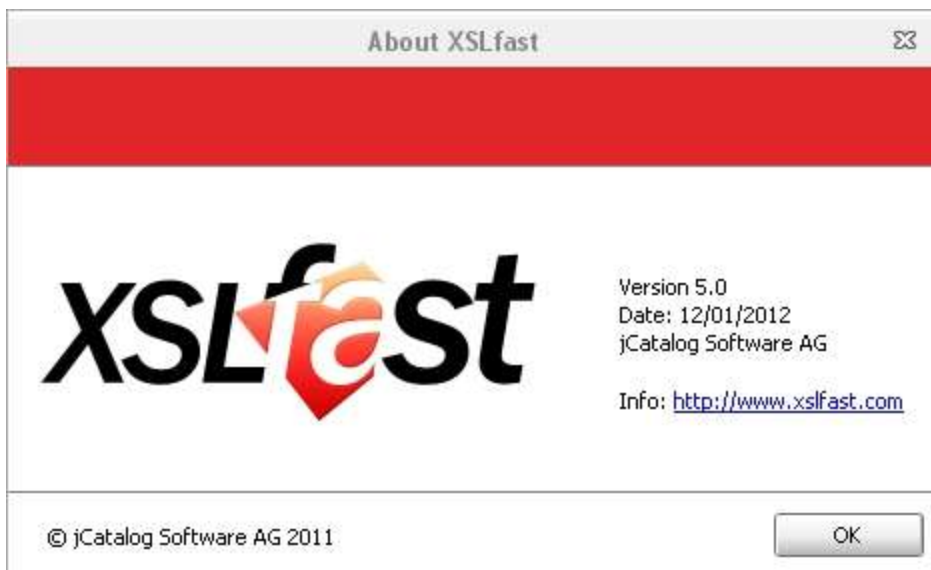 About XSLfast
XSLfast
Version 5.0
Date: 12/01/2012
jCatalog Software AG
Info: http://www.xslfast.com
© jCatalog Software AG 2011
OK